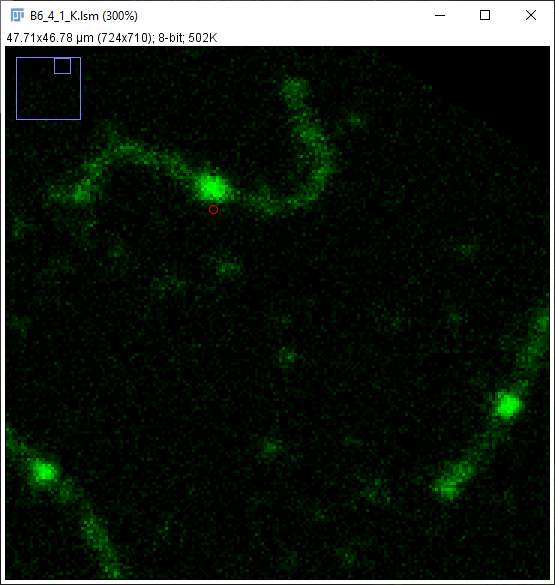 B6_4_1_K.lsm (300%)
47.71x46.78 µm (724x710); 8-bit; 502K